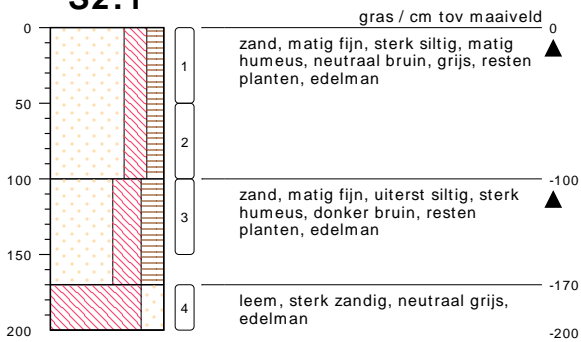 gras / cm tov maaiveld
0
0
zand, matig fijn, sterk siltig, matig
humeus, neutraal bruin, grijs, resten
planten, edelman
1
50
2
100
-100
zand, matig fijn, uiterst siltig, sterk
humeus, donker bruin, resten
planten, edelman
3
150
-170
leem, sterk zandig, neutraal grijs,
edelman
4
200
-200